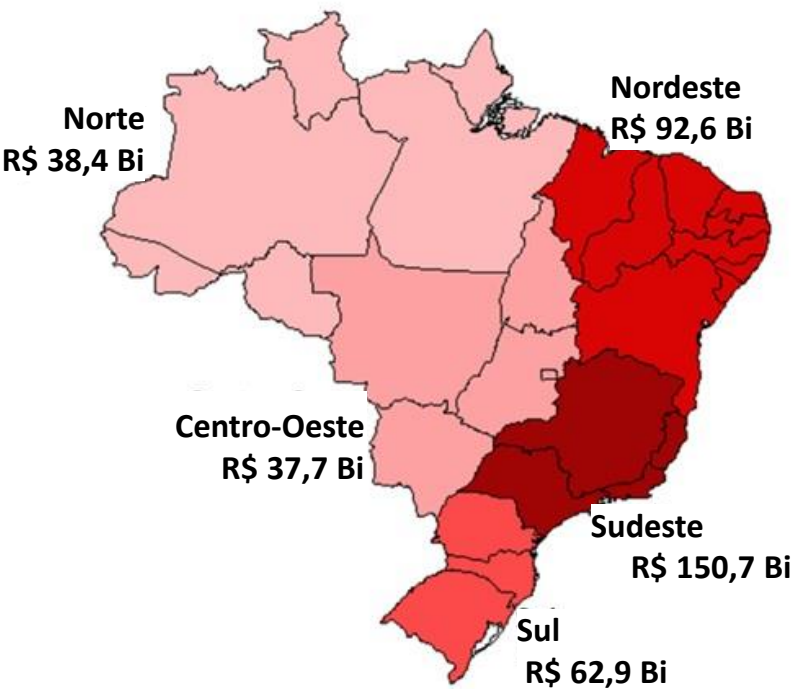 Nordeste
R$ 92,6 Bi
Norte
R$ 38,4 Bi
Centro-Oeste
R$ 37,7 Bi
Sudeste
R$ 150,7 Bi
Sul
R$ 62,9 Bi